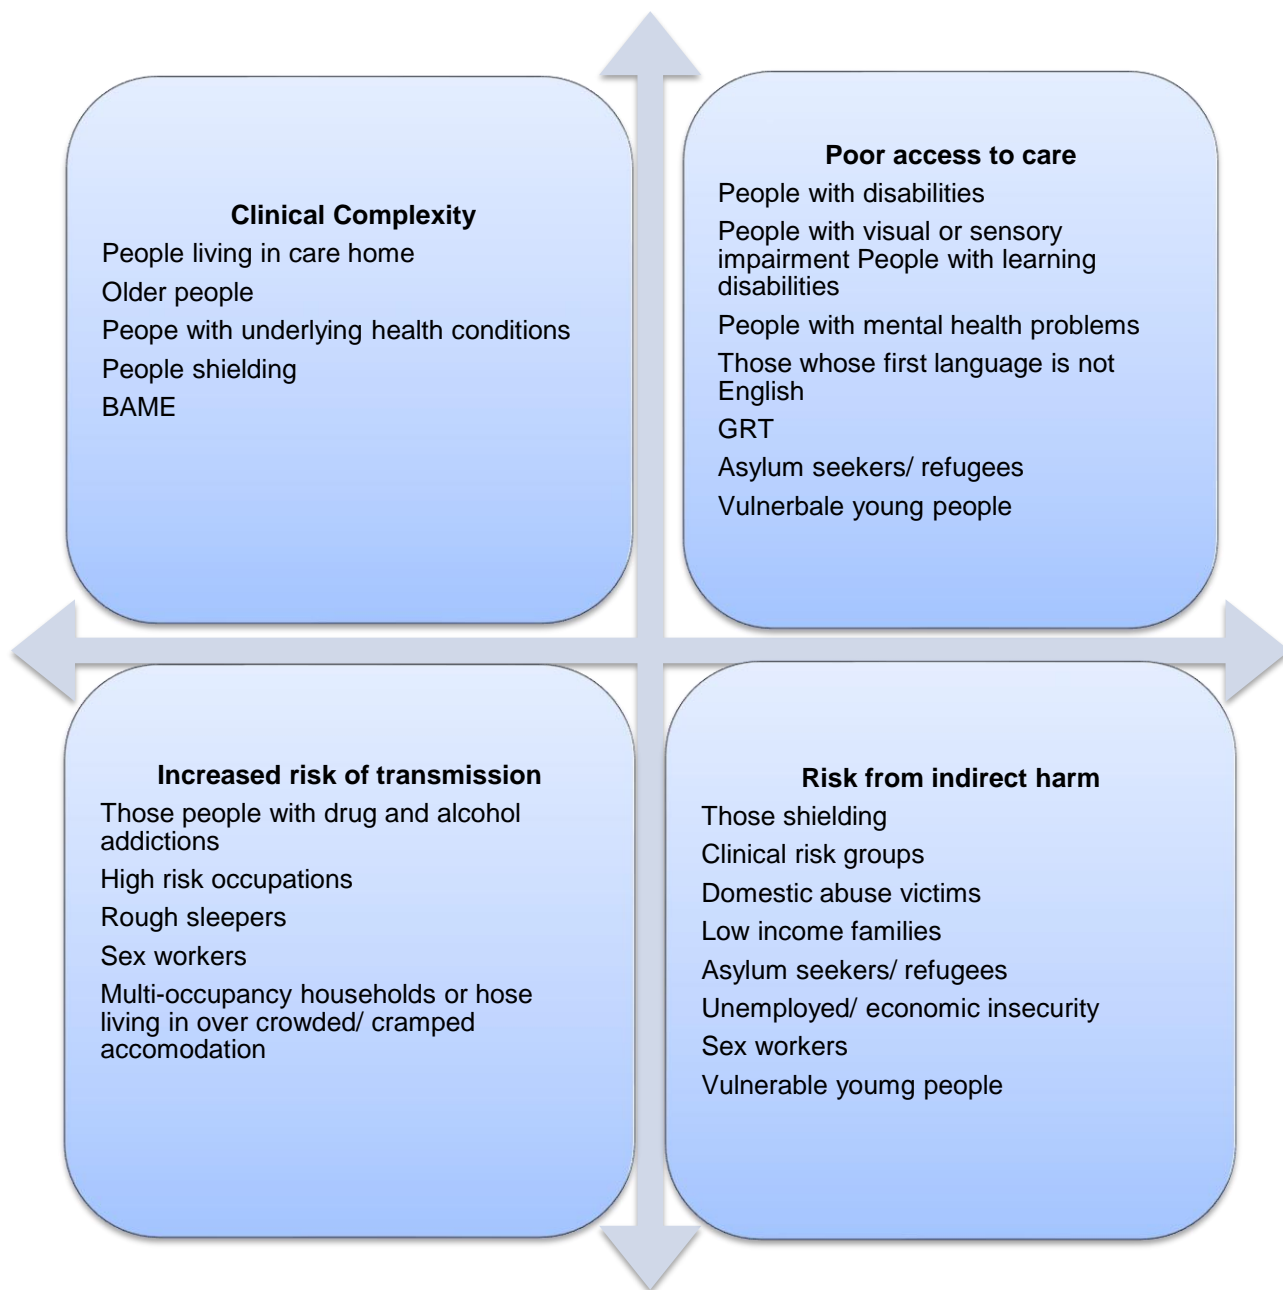 Clinical Complexity
People living in care home
Older people
Peope with underlying health conditions
People shielding
BAME
Poor access to care
People with disabilities
People with visual or sensory
impairment People with learning
disabilities
People with mental health problems
Those whose first language is not
English
GRT
Asylum seekers/ refugees
Vulnerbale young people
Increased risk of transmission
Those people with drug and alcohol
addictions
High risk occupations
Rough sleepers
Sex workers
Multi-occupancy households or hose
living in over crowded/ cramped
accomodation
Risk from indirect harm
Those shielding
Clinical risk groups
Domestic abuse victims
Low income families
Asylum seekers/ refugees
Unemployed/ economic insecurity
Sex workers
Vulnerable youmg people